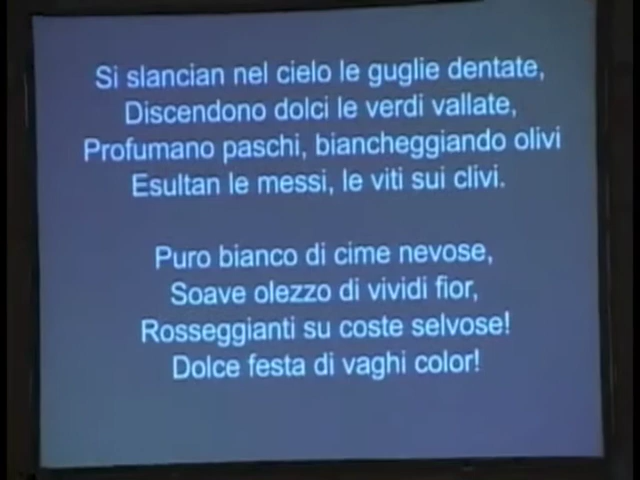 Si slancian nel cielo le guglie dentate,
Discendono dolci le verdi vallate,
Profumano paschi, biancheggiando olivi
Esultan le messi, le viti sui clivi.
Puro bianco di cime nevose,
Soave olezzo di vividi fior,
Rosseggianti su coste selvose!
Dolce festa di vaghi color!